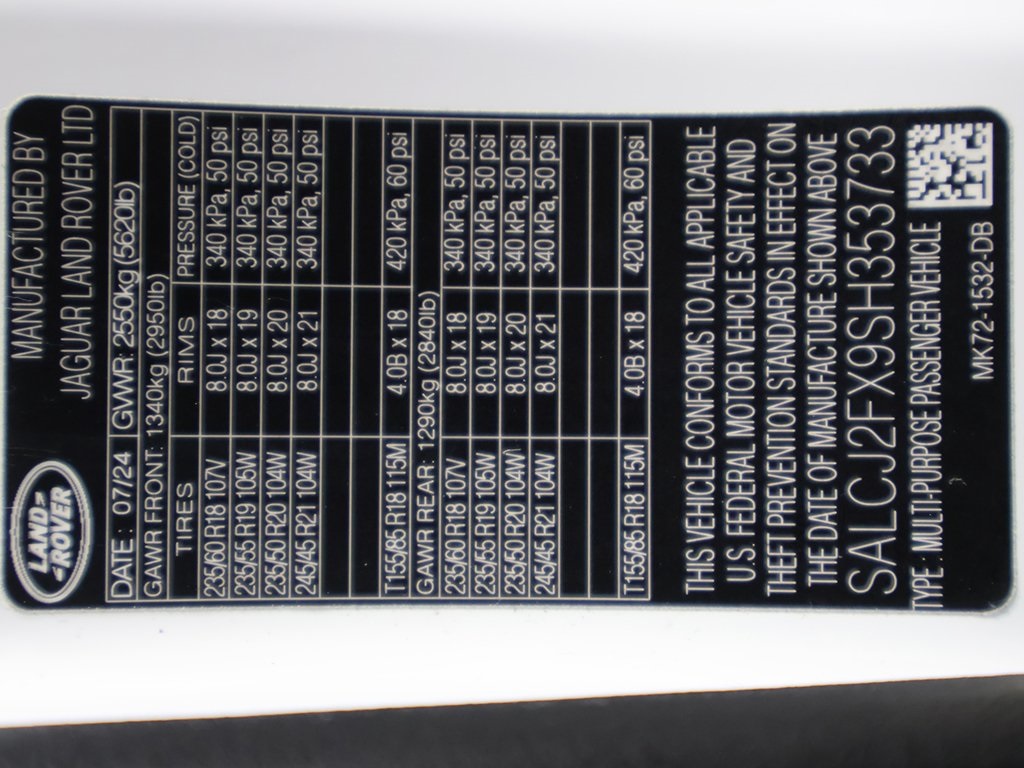 LAND-
-ROVER
MANUFACTURED BY
JAGUAR LAND ROVER LTD
DATE : 07/24 GWR: 2550kg (5620lb)
GAWR FRONT: 1340kg (2950lb)
TIRES RIMS PRESSURE (COLD)
235/60 R18 107V 8.0J x 18 340 kPa, 50 psi
235/55 R19 105W 8.0J x 19 340 kPa, 50 psi
235/50 R20 104W 8.0J x 20 340 kPa, 50 psi
245/45 R21 104W 8.0J x 21 340 kPa, 50 psi
T155/85 R18 115M 4.0B x 18 420 kPa, 60 psi
GAWR REAR: 1290kg (2840lb)
235/60 R18 107V 8.0J x 18 340 kPa, 50 psi
235/55 R19 105W 8.0J x 19 340 kPa, 50 psi
235/50 R20 104W 8.0J x 20 340 kPa, 50 psi
245/45 R21 104W 8.0J x 21 340 kPa, 50 psi
T155/85 R18 115M 4.0B x 18 420 kPa, 60 psi
THIS VEHICLE CONFORMS TO ALL APPLICABLE
U.S. FEDERAL MOTOR VEHICLE SAFETY AND
THEFT PREVENTION STANDARDS IN EFFECT ON
THE DATE OF MANUFACTURE SHOWN ABOVE
SALCJ2FX9SH353733
TYPE : MULTI-PURPOSE PASSENGER VEHICLE
MK72-1532-DB